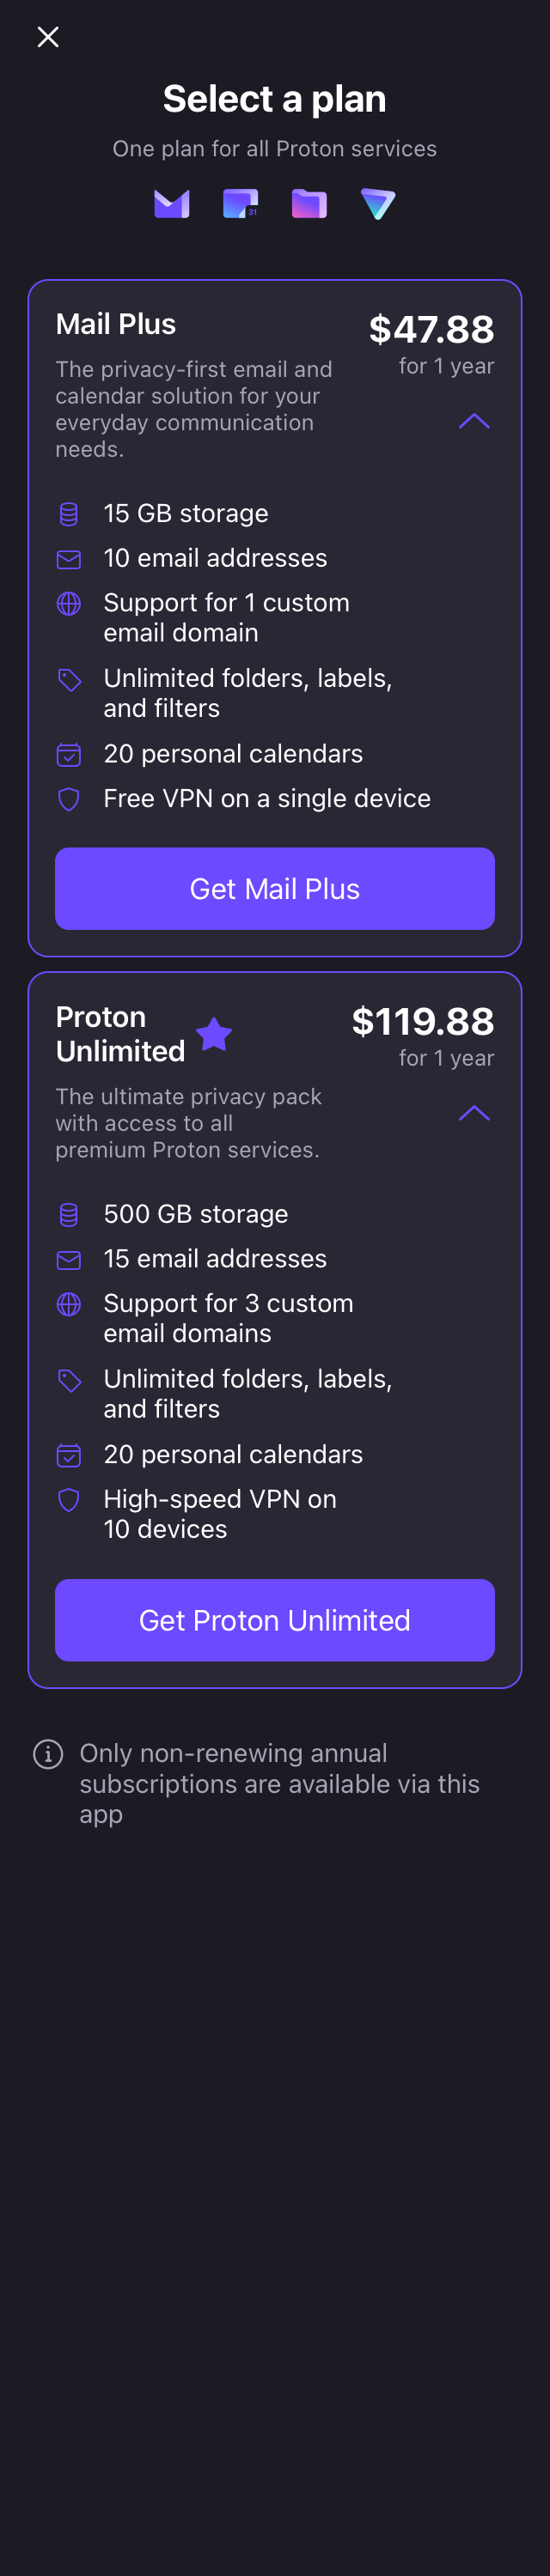 Select a plan
One plan for all Proton services
31
Mail Plus
$47.88
for 1 year
The privacy-first email and
calendar solution for your
everyday communication
needs.
15 GB storage
10 email addresses
Support for 1 custom
email domain
Unlimited folders, labels,
and filters
20 personal calendars
Free VPN on a single device
Get Mail Plus
Proton
Unlimited
$119.88
for 1 year
The ultimate privacy pack
with access to all
premium Proton services.
500 GB storage
15 email addresses
Support for 3 custom
email domains
Unlimited folders, labels,
and filters
20 personal calendars
High-speed VPN on
10 devices
Get Proton Unlimited
Only non-renewing annual
subscriptions are available via this
app